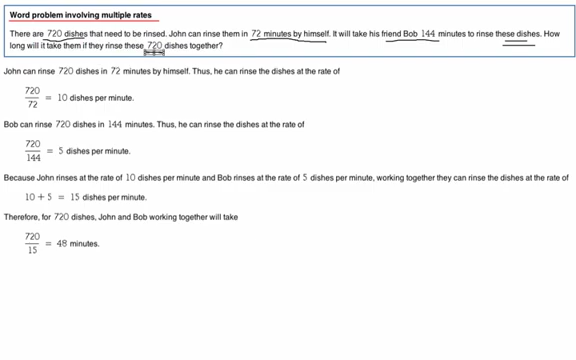 Word problem involving multiple rates
There are 720 dishes that need to be rinsed. John can rinse them in 72 minutes by himself. It will take his friend Bob 144 minutes to rinse these dishes. How
long will it take them if they rinse these 720 dishes together?
John can rinse 720 dishes in 72 minutes by himself. Thus, he can rinse the dishes at the rate of
720
72 = 10 dishes per minute.
Bob can rinse 720 dishes in 144 minutes. Thus, he can rinse the dishes at the rate of
720
144 = 5 dishes per minute.
Because John rinses at the rate of 10 dishes per minute and Bob rinses at the rate of 5 dishes per minute, working together they can rinse the dishes at the rate of
10 + 5 = 15 dishes per minute.
Therefore, for 720 dishes, John and Bob working together will take
720
15 = 48 minutes.